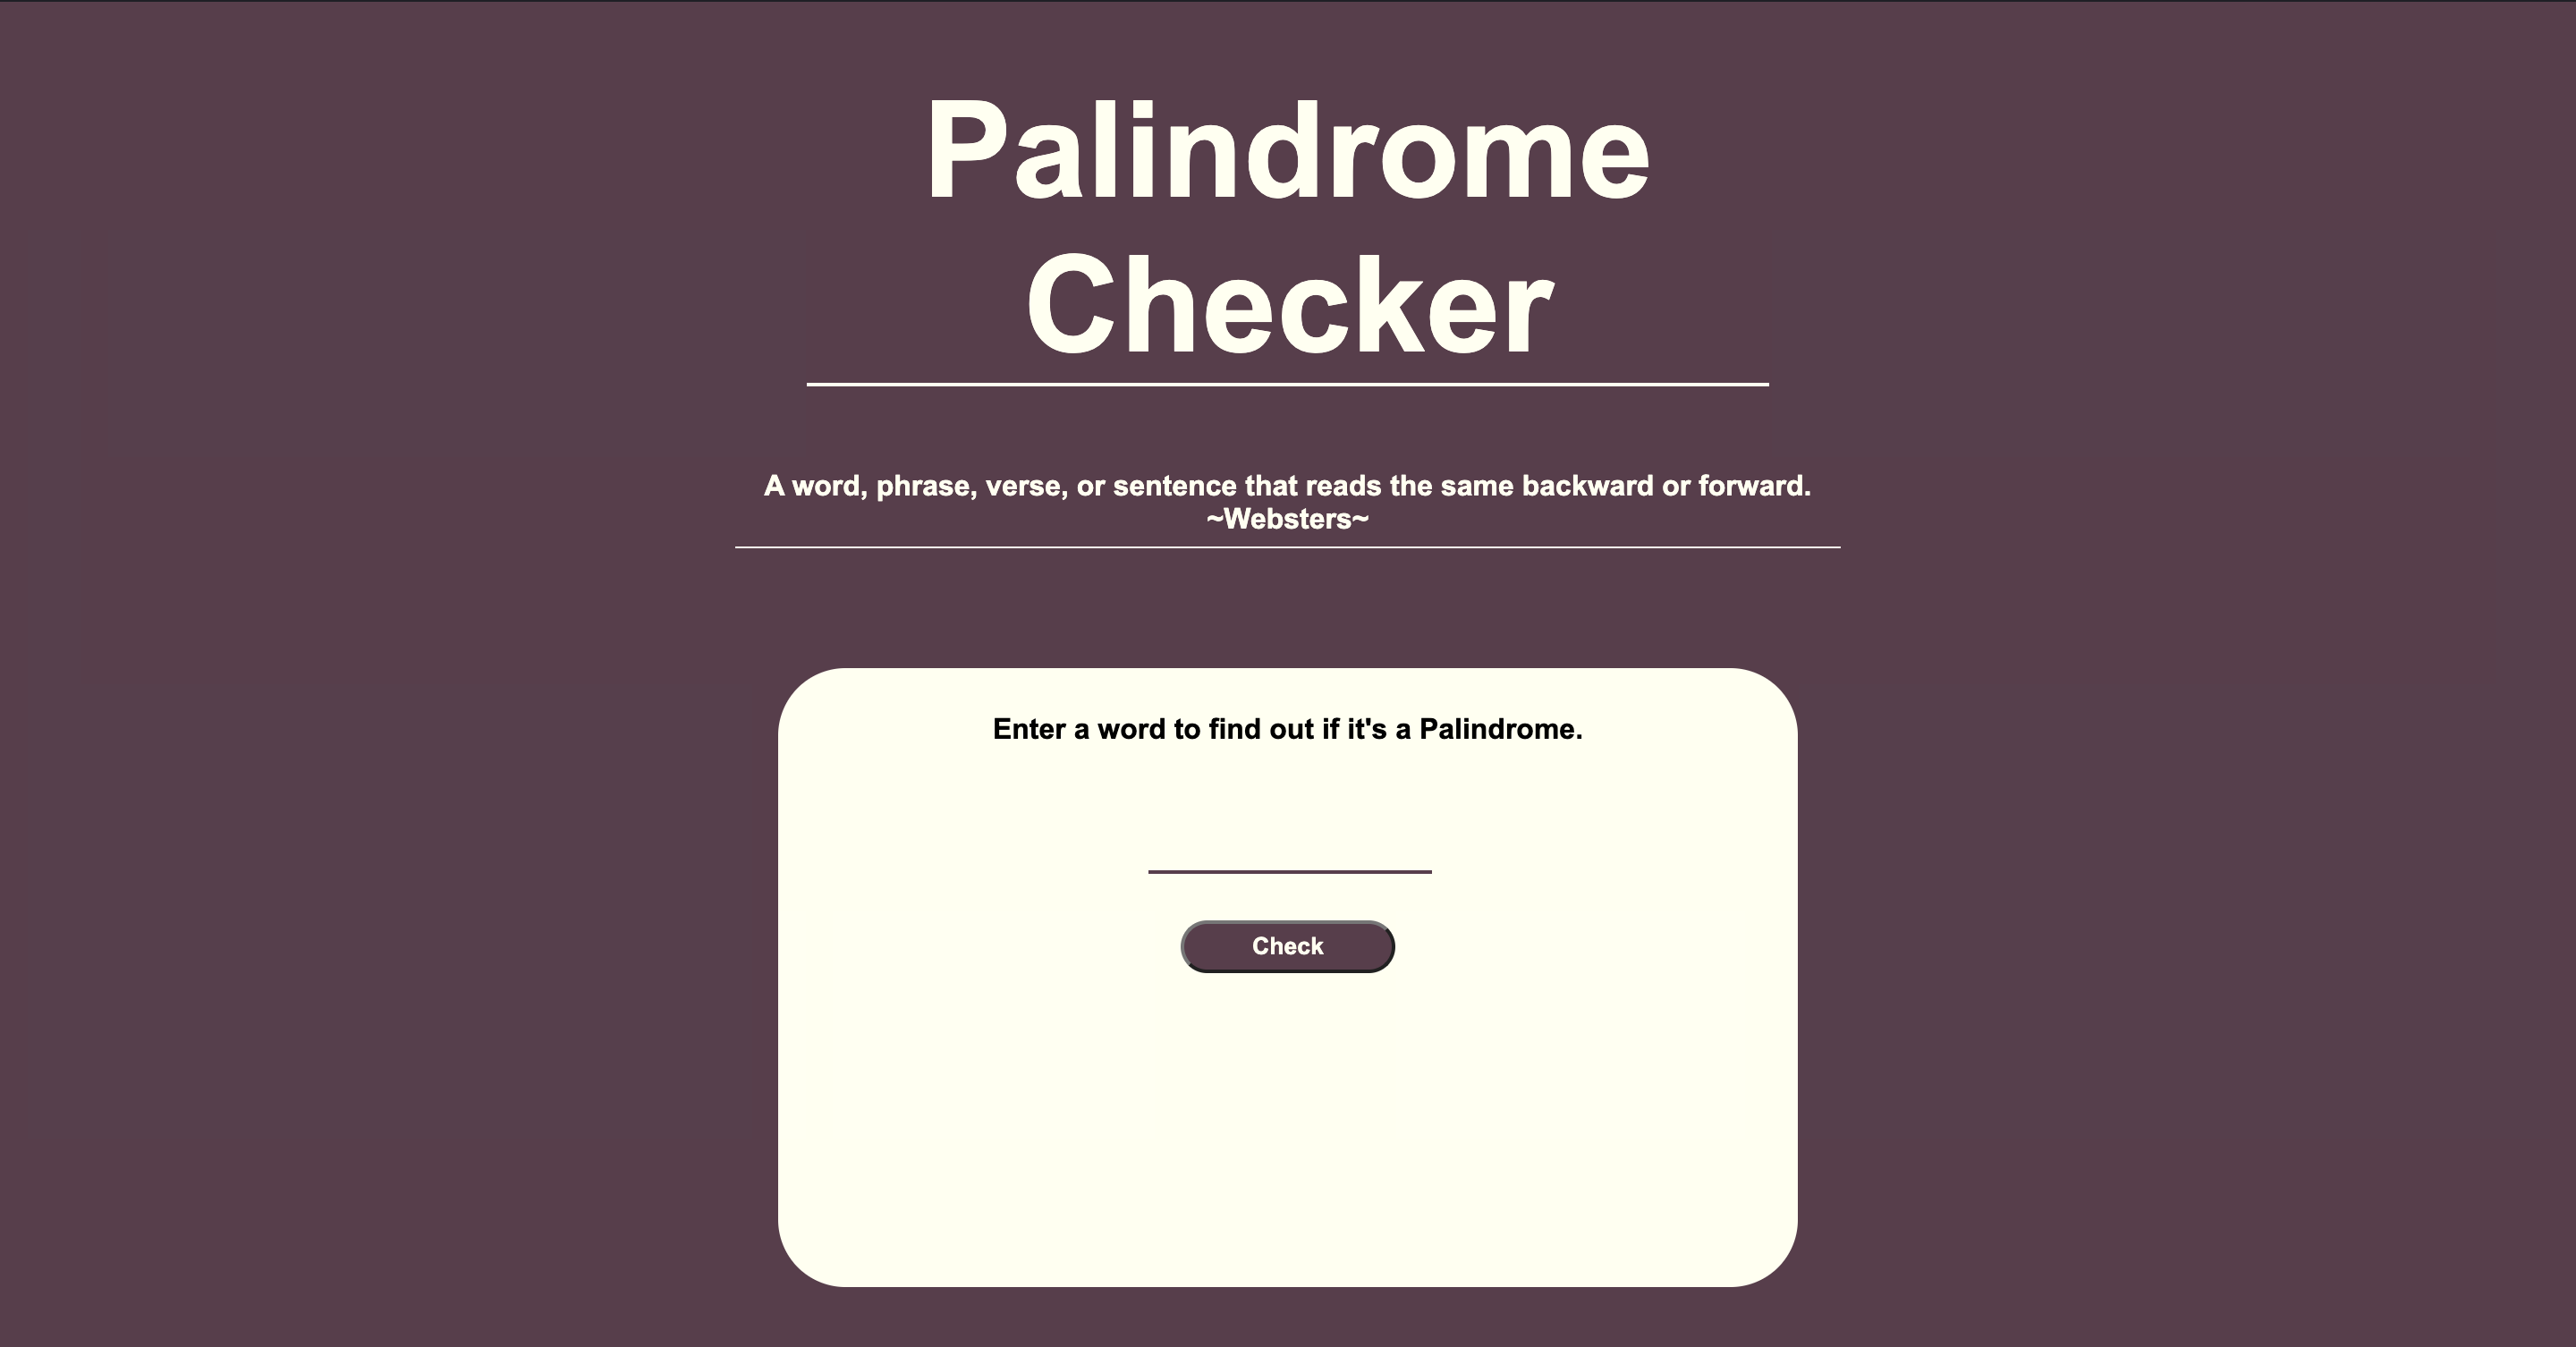 Palindrome
Checker
A word, phrase, verse, or sentence that reads the same backward or forward.
~Websters~
Enter a word to find out if it's a Palindrome.
Check